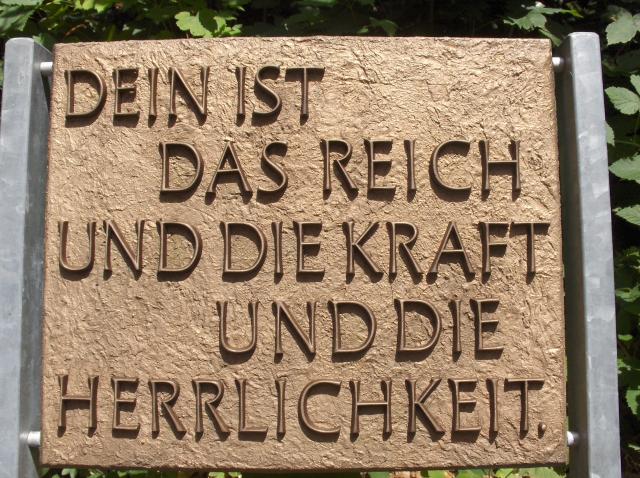 DEIN IST
DAS REICH
UND DIE KRAFT
UND DIE
HERRLICHKEIT.